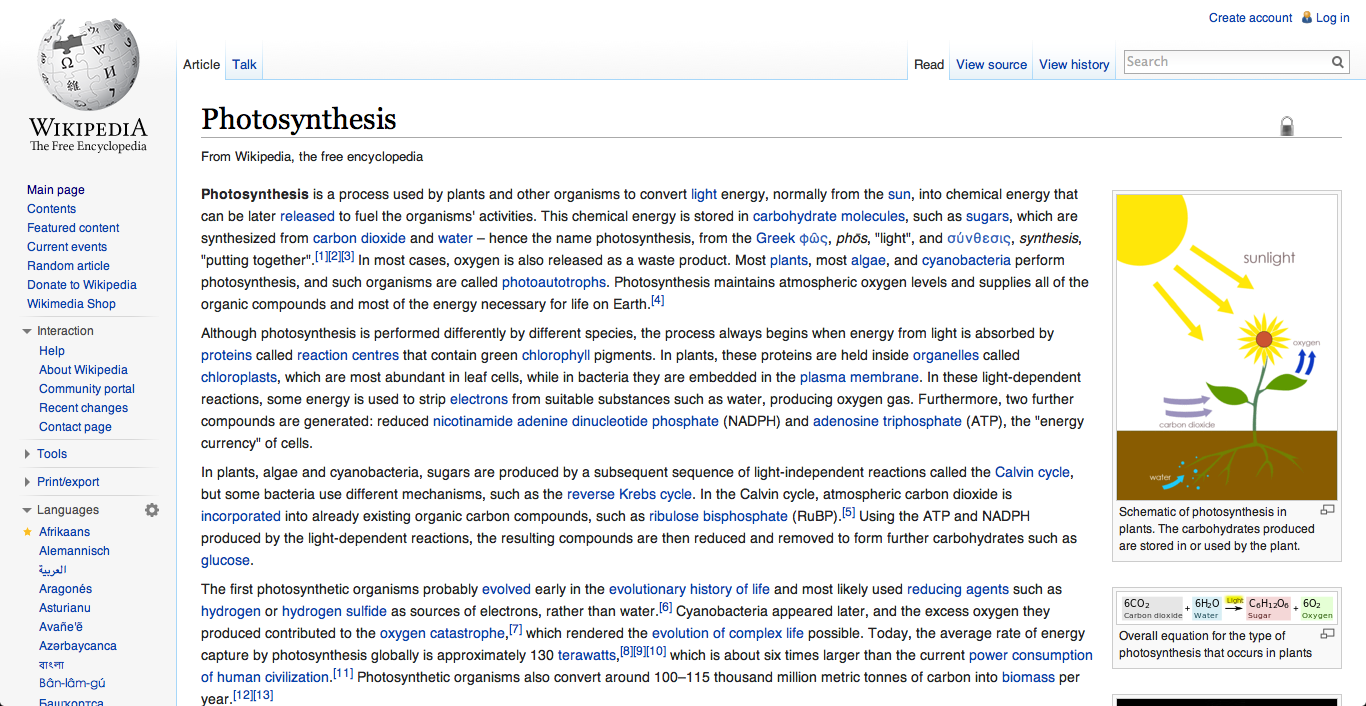 Create account Log in
WIKIPEDIA
The Free Encyclopedia
Article Talk
Read View source View history Search
Main page
Contents
Featured content
Current events
Random article
Donate to Wikipedia
Wikimedia Shop
Interaction
Help
About Wikipedia
Community portal
Recent changes
Contact page
Tools
Print/export
Languages
Afrikaans
Alemannisch
العربية
Aragonés
Asturianu
Avañe'ẽ
Azərbaycanca
বাংলা
Bân-lâm-gú
Башҡортса
Photosynthesis
From Wikipedia, the free encyclopedia
Photosynthesis is a process used by plants and other organisms to convert light energy, normally from the sun, into chemical energy that
can be later released to fuel the organisms' activities. This chemical energy is stored in carbohydrate molecules, such as sugars, which are
synthesized from carbon dioxide and water – hence the name photosynthesis, from the Greek φῶς, phōs, "light", and σύνθεσις, synthesis,
"putting together".[1][2][3] In most cases, oxygen is also released as a waste product. Most plants, most algae, and cyanobacteria perform
photosynthesis, and such organisms are called photoautotrophs. Photosynthesis maintains atmospheric oxygen levels and supplies all of the
organic compounds and most of the energy necessary for life on Earth.[4]
Although photosynthesis is performed differently by different species, the process always begins when energy from light is absorbed by
proteins called reaction centres that contain green chlorophyll pigments. In plants, these proteins are held inside organelles called
chloroplasts, which are most abundant in leaf cells, while in bacteria they are embedded in the plasma membrane. In these light-dependent
reactions, some energy is used to strip electrons from suitable substances such as water, producing oxygen gas. Furthermore, two further
compounds are generated: reduced nicotinamide adenine dinucleotide phosphate (NADPH) and adenosine triphosphate (ATP), the "energy
currency" of cells.
In plants, algae and cyanobacteria, sugars are produced by a subsequent sequence of light-independent reactions called the Calvin cycle,
but some bacteria use different mechanisms, such as the reverse Krebs cycle. In the Calvin cycle, atmospheric carbon dioxide is
incorporated into already existing organic carbon compounds, such as ribulose bisphosphate (RuBP).[5] Using the ATP and NADPH
produced by the light-dependent reactions, the resulting compounds are then reduced and removed to form further carbohydrates such as
glucose.
The first photosynthetic organisms probably evolved early in the evolutionary history of life and most likely used reducing agents such as
hydrogen or hydrogen sulfide as sources of electrons, rather than water.[6] Cyanobacteria appeared later, and the excess oxygen they
produced contributed to the oxygen catastrophe,[7] which rendered the evolution of complex life possible. Today, the average rate of energy
capture by photosynthesis globally is approximately 130 terawatts,[8][9][10] which is about six times larger than the current power consumption
of human civilization.[11] Photosynthetic organisms also convert around 100–115 thousand million metric tonnes of carbon into biomass per
year.[12][13]
sunlight
oxygen
carbon dioxide
water
Schematic of photosynthesis in
plants. The carbohydrates produced
are stored in or used by the plant.
6CO₂ + 6H₂O Light → C₆H₁₂O₆ + 6O₂
Carbon dioxide Water Sugar Oxygen
Overall equation for the type of
photosynthesis that occurs in plants